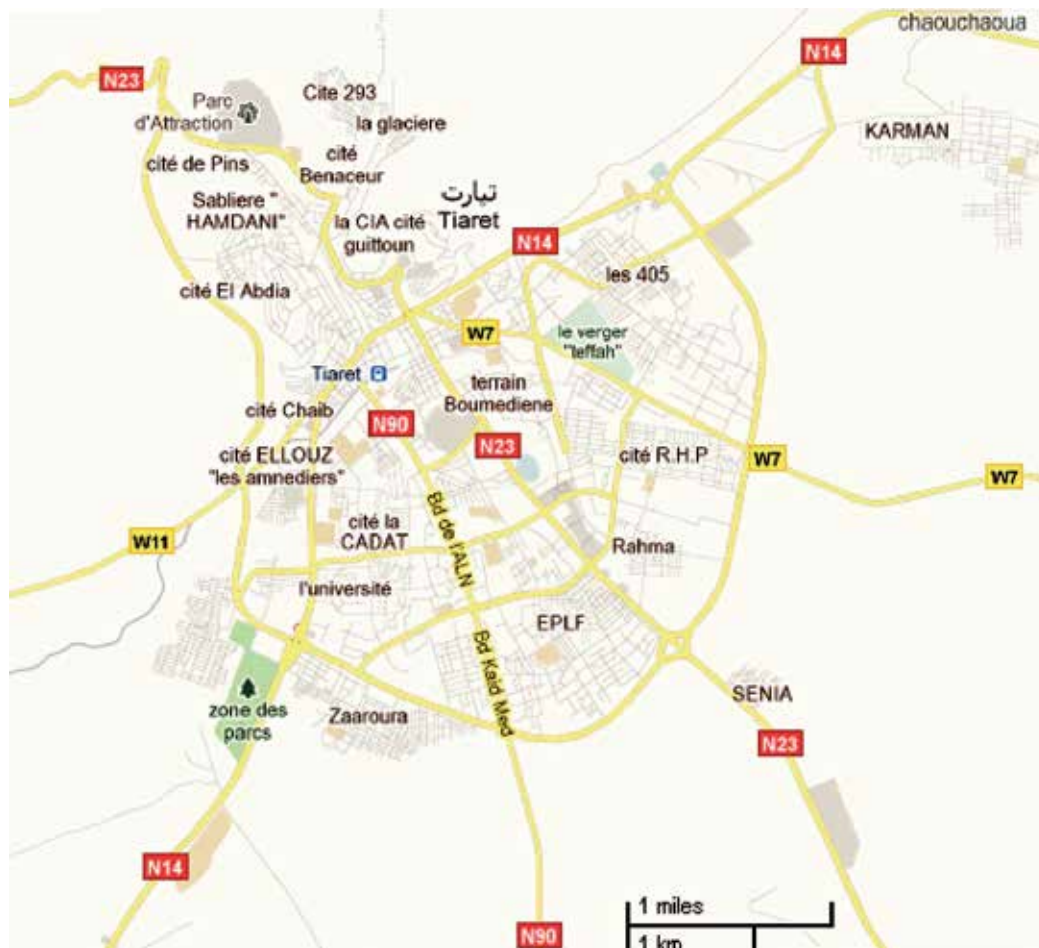 chaouchaoua
N14
N23
Parc
d'Attraction
Cite 293
la glaciere
KARMAN
cité de Pins
cité
Benaceur
Sabliere "
HAMDANI"
تيارت
Tiaret
la CIA cité
guittoun
N14
les 405
cité El Abdia
W7
le verger
"teffah"
Tiaret
terrain
Boumediene
cité Chaib
N90
N23
cité ELLOUZ
"les amnediers"
cité R.H.P
W7
W7
Bd de l'ALN
cité la
CADAT
W11
Rahma
l'université
EPLF
Bd Kaid Med
SENIA
zone des
parcs
Zaaroura
N23
N14
N90
1 miles
1 km